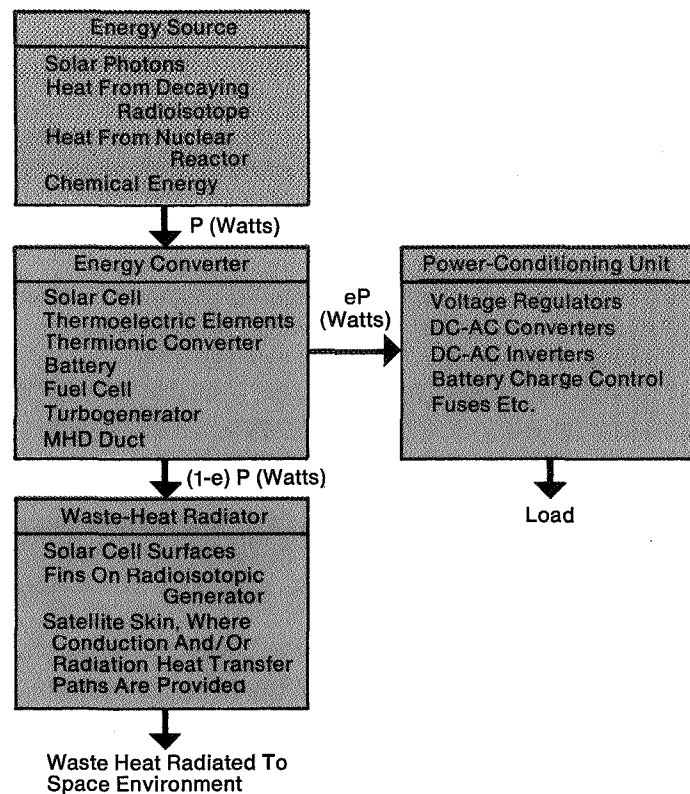 Energy Source
Solar Photons
Heat From Decaying
Radioisotope
Heat From Nuclear
Reactor
Chemical Energy
P (Watts)
Energy Converter
Solar Cell
Thermoelectric Elements
Thermionic Converter
Battery
Fuel Cell
Turbogenerator
MHD Duct
eP
(Watts)
Power-Conditioning Unit
Voltage Regulators
DC-AC Converters
DC-AC Inverters
Battery Charge Control
Fuses Etc.
Load
(1-e) P (Watts)
Waste-Heat Radiator
Solar Cell Surfaces
Fins On Radioisotopic
Generator
Satellite Skin, Where
Conduction And/Or
Radiation Heat Transfer
Paths Are Provided
Waste Heat Radiated To
Space Environment